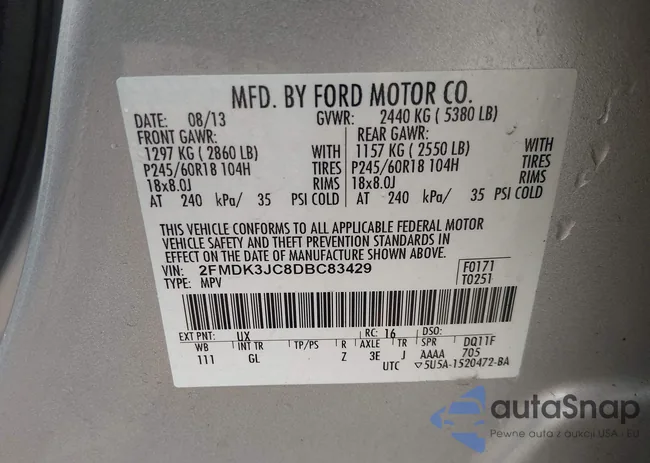 MFD. BY FORD MOTOR CO.
DATE: 08/13 GVWR: 2440 KG ( 5380 LB)
FRONT GAWR: REAR GAWR:
1297 KG ( 2860 LB) WITH 1157 KG ( 2550 LB) WITH
P245/60R18 104H TIRES P245/60R18 104H TIRES
18x8.0J RIMS 18x8.0J RIMS
AT 240 kPa/ 35 PSI COLD AT 240 kPa/ 35 PSI COLD
THIS VEHICLE CONFORMS TO ALL APPLICABLE FEDERAL MOTOR
VEHICLE SAFETY AND THEFT PREVENTION STANDARDS IN
EFFECT ON THE DATE OF MANUFACTURE SHOWN ABOVE.
VIN: 2FMDK3JC8DBC83429 F0171
TYPE: MPV T0251
EXT PNT: UX RC: 16 DSO:
WB INT TR TP/PS R AXLE TR SPR DQ11F
111 GL Z 3E J AAAA 705
UTC ▽5U5A-1520472-BA
autaSnap
Pewne auta z aukcji USA - EU